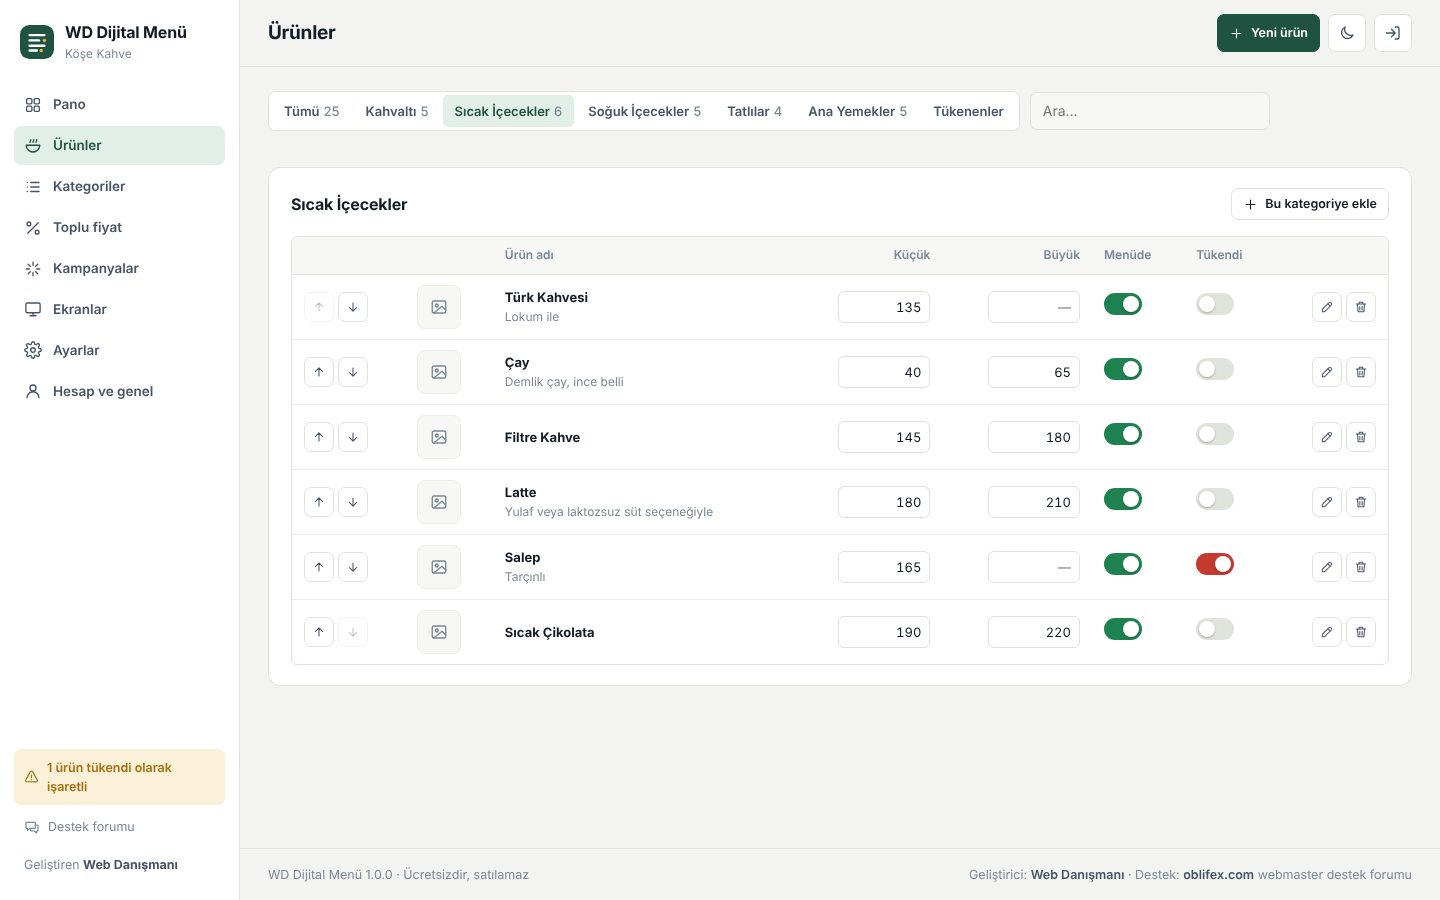 WD Dijital Menü
Köşe Kahve
Pano
Ürünler
Kategoriler
Toplu fiyat
Kampanyalar
Ekranlar
Ayarlar
Hesap ve genel
1 ürün tükendi olarak
işaretli
Destek forumu
Geliştiren Web Danışmanı
Ürünler
Yeni ürün
Tümü 25 Kahvaltı 5 Sıcak İçecekler 6 Soğuk İçecekler 5 Tatlılar 4 Ana Yemekler 5 Tükenenler
Ara...
Sıcak İçecekler
Bu kategoriye ekle
Ürün adı Küçük Büyük Menüde Tükendi
Türk Kahvesi
Lokum ile
135 —
Çay
Demlik çay, ince belli
40 65
Filtre Kahve
145 180
Latte
Yulaf veya laktozsuz süt seçeneğiyle
180 210
Salep
Tarçınlı
165 —
Sıcak Çikolata
190 220
WD Dijital Menü 1.0.0 · Ücretsizdir, satılamaz
Geliştirici: Web Danışmanı · Destek: oblifex.com webmaster destek forumu